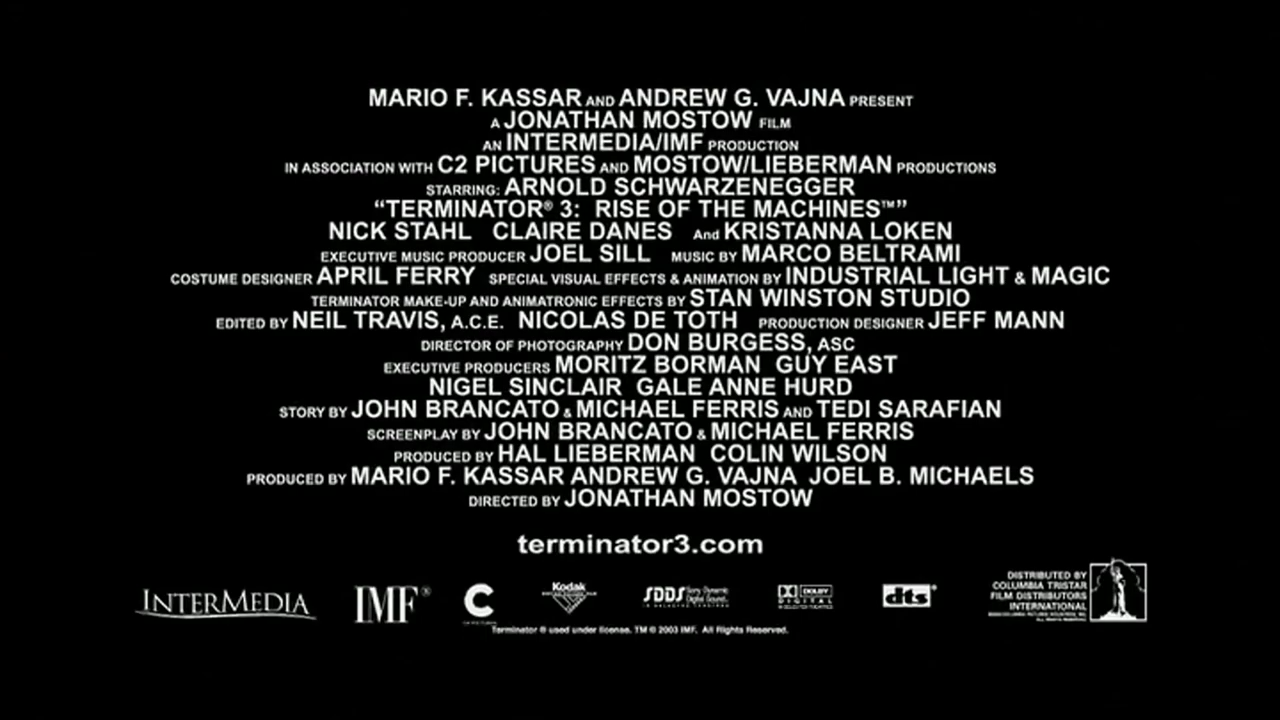 MARIO F. KASSAR AND ANDREW G. VAJNA PRESENT
A JONATHAN MOSTOW FILM
AN INTERMEDIA/IMF PRODUCTION
IN ASSOCIATION WITH C2 PICTURES AND MOSTOW/LIEBERMAN PRODUCTIONS
STARRING: ARNOLD SCHWARZENEGGER
“TERMINATOR® 3: RISE OF THE MACHINES™”
NICK STAHL CLAIRE DANES And KRISTANNA LOKEN
EXECUTIVE MUSIC PRODUCER JOEL SILL MUSIC BY MARCO BELTRAMI
COSTUME DESIGNER APRIL FERRY SPECIAL VISUAL EFFECTS & ANIMATION BY INDUSTRIAL LIGHT & MAGIC
TERMINATOR MAKE-UP AND ANIMATRONIC EFFECTS BY STAN WINSTON STUDIO
EDITED BY NEIL TRAVIS, A.C.E. NICOLAS DE TOTH PRODUCTION DESIGNER JEFF MANN
DIRECTOR OF PHOTOGRAPHY DON BURGESS, ASC
EXECUTIVE PRODUCERS MORITZ BORMAN GUY EAST
NIGEL SINCLAIR GALE ANNE HURD
STORY BY JOHN BRANCATO & MICHAEL FERRIS AND TEDI SARAFIAN
SCREENPLAY BY JOHN BRANCATO & MICHAEL FERRIS
PRODUCED BY HAL LIEBERMAN COLIN WILSON
PRODUCED BY MARIO F. KASSAR ANDREW G. VAJNA JOEL B. MICHAELS
DIRECTED BY JONATHAN MOSTOW
terminator3.com
INTERMEDIA
IMF®
C
Kodak
SDDS Sony Dynamic Digital Sound
DOLBY DIGITAL
dts
DISTRIBUTED BY
COLUMBIA TRISTAR
FILM DISTRIBUTORS
INTERNATIONAL
Terminator ® used under license. TM © 2003 IMF. All Rights Reserved.